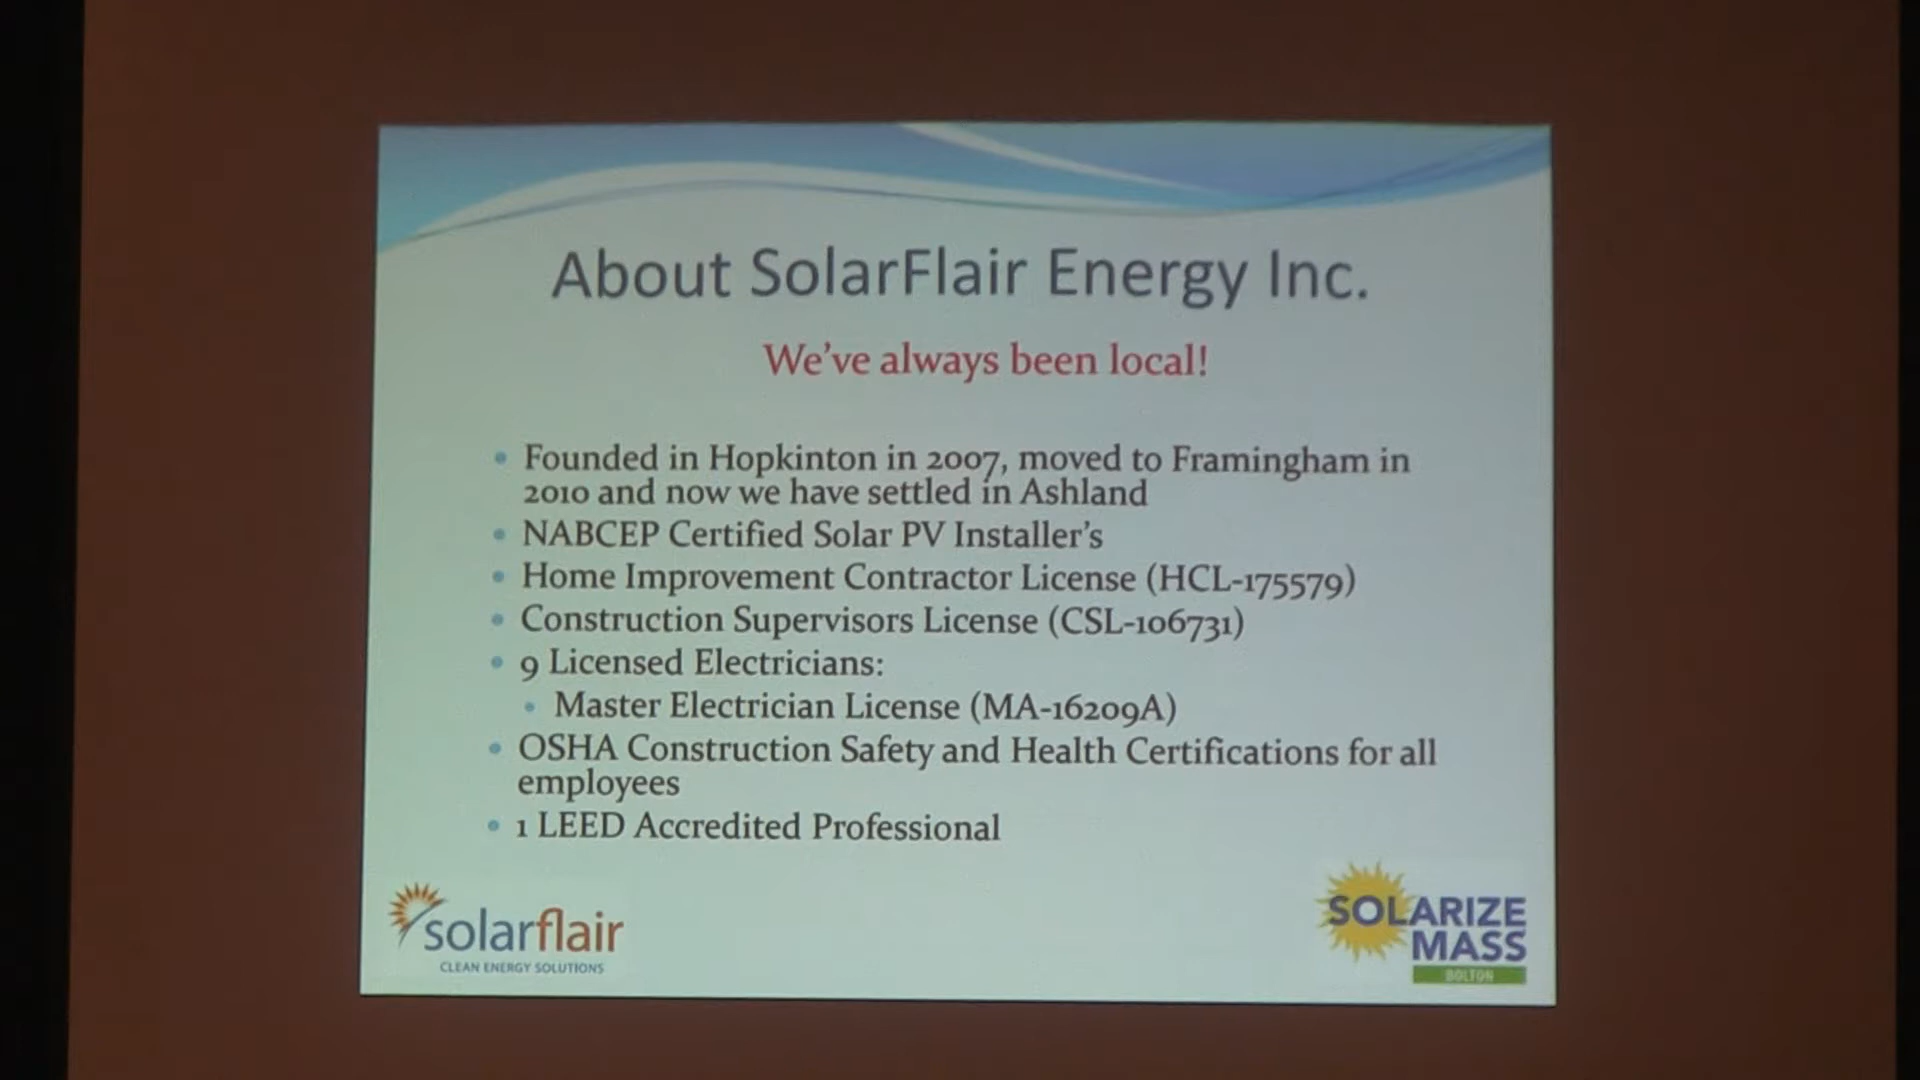 About SolarFlair Energy Inc.
We've always been local!
• Founded in Hopkinton in 2007, moved to Framingham in
2010 and now we have settled in Ashland
• NABCEP Certified Solar PV Installer's
• Home Improvement Contractor License (HCL-175579)
• Construction Supervisors License (CSL-106731)
• 9 Licensed Electricians:
• Master Electrician License (MA-16209A)
• OSHA Construction Safety and Health Certifications for all
employees
• 1 LEED Accredited Professional
solarflair
CLEAN ENERGY SOLUTIONS
SOLARIZE
MASS
BOLTON